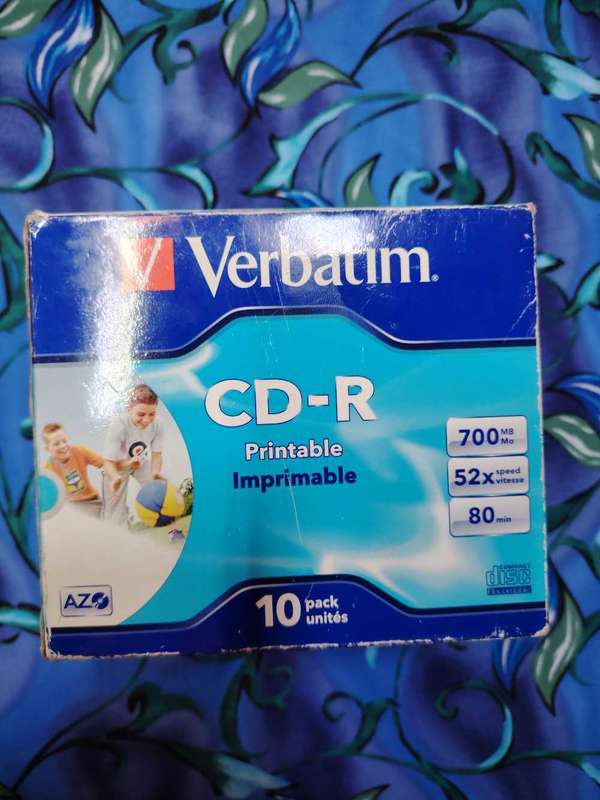 Verbatim.
CD-R
Printable
Imprimable
700 MB Mo
52x speed vitesse
80 min
COMPACT
disc
10 pack unités
AZO